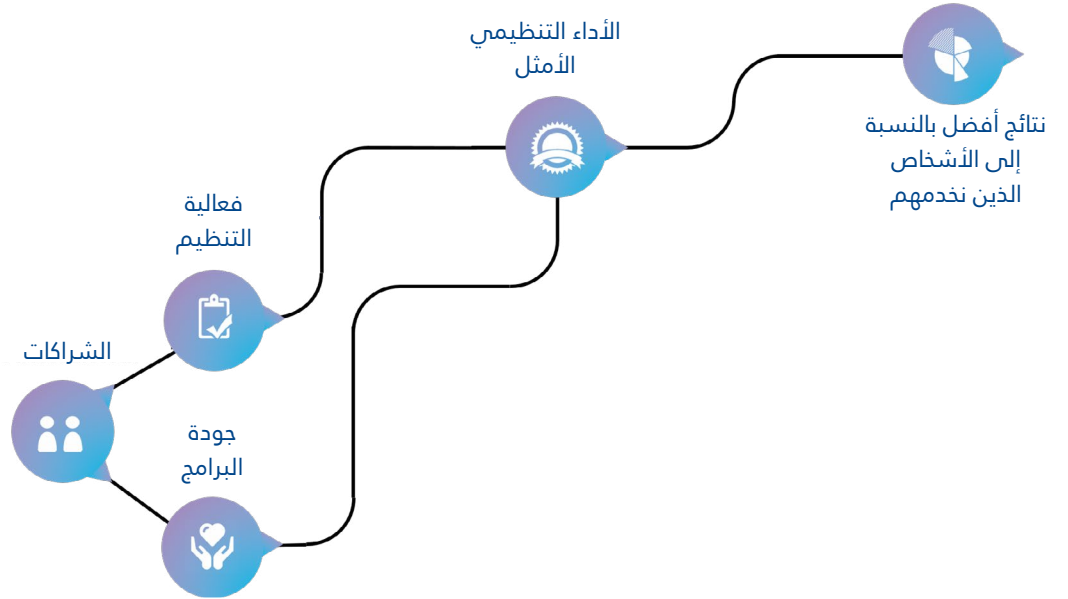 الأداء التنظيمي
الأمثل
نتائج أفضل بالنسبة
إلى الأشخاص
الذين نخدمهم
فعالية
التنظيم
الشراكات
جودة
البرامج